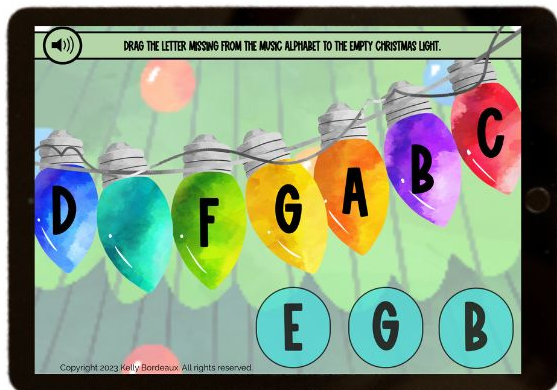 DRAG THE LETTER MISSING FROM THE MUSIC ALPHABET TO THE EMPTY CHRISTMAS LIGHT.
D F G A B C
E G B
Copyright 2023 Kelly Bordeaux All rights reserved.